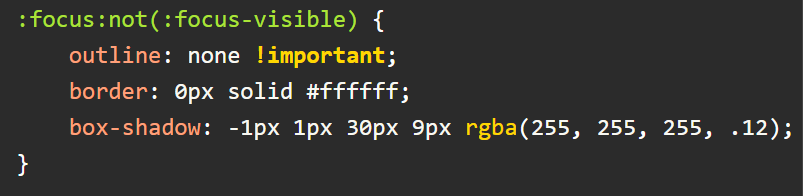 :focus:not(:focus-visible) {
    outline: none !important;
    border: 0px solid #ffffff;
    box-shadow: -1px 1px 30px 9px rgba(255, 255, 255, .12);
}